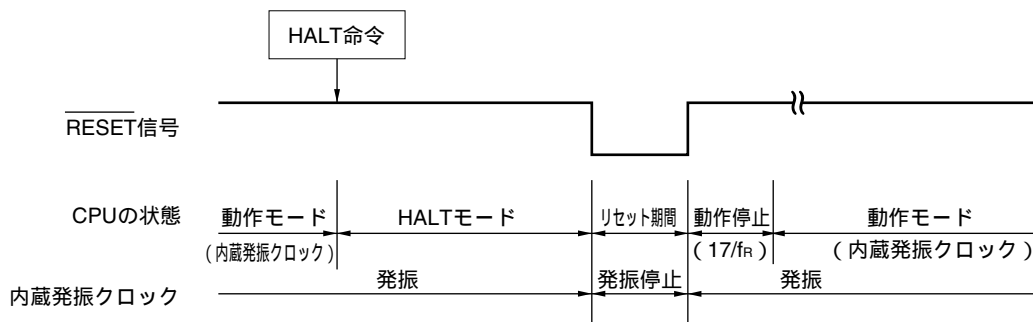 HALT命令
RESET信号
CPUの状態
動作モード
(内蔵発振クロック)
HALTモード
リセット期間
動作停止
(17/fR)
動作モード
(内蔵発振クロック)
内蔵発振クロック
発振
発振停止
発振